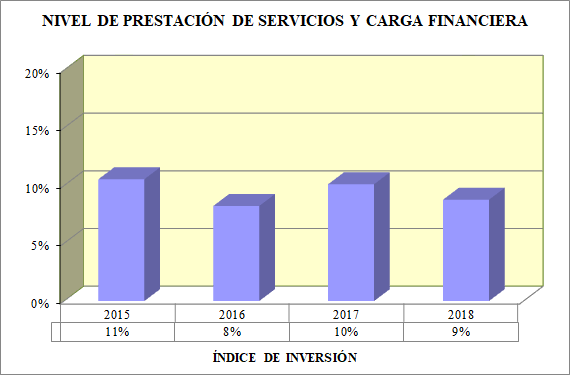 NIVEL DE PRESTACIÓN DE SERVICIOS Y CARGA FINANCIERA
20%
15%
10%
5%
0%
2015 2016 2017 2018
11% 8% 10% 9%
ÍNDICE DE INVERSIÓN